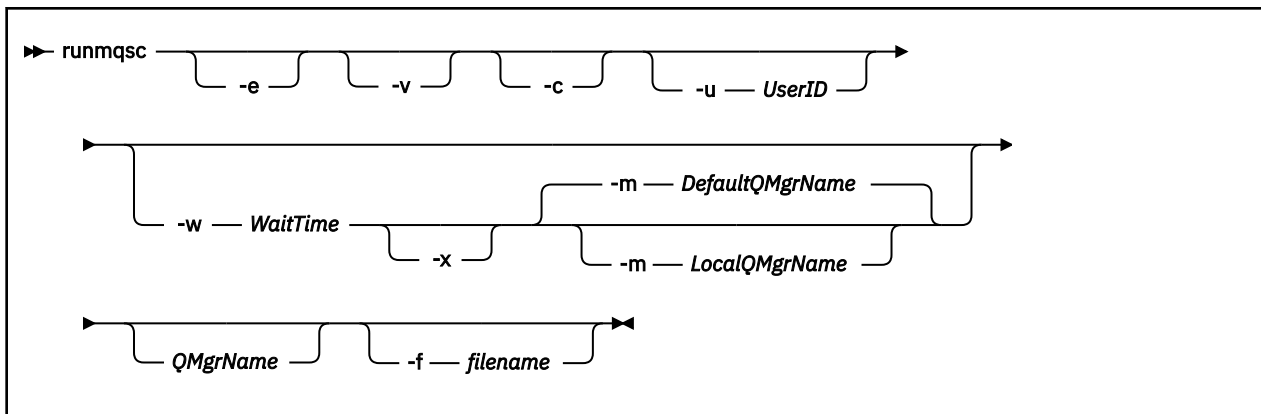 runmqsc
-e -v -c -u UserID
-m DefaultQMgrName
-w WaitTime
-x -m LocalQMgrName
QMgrName -f filename